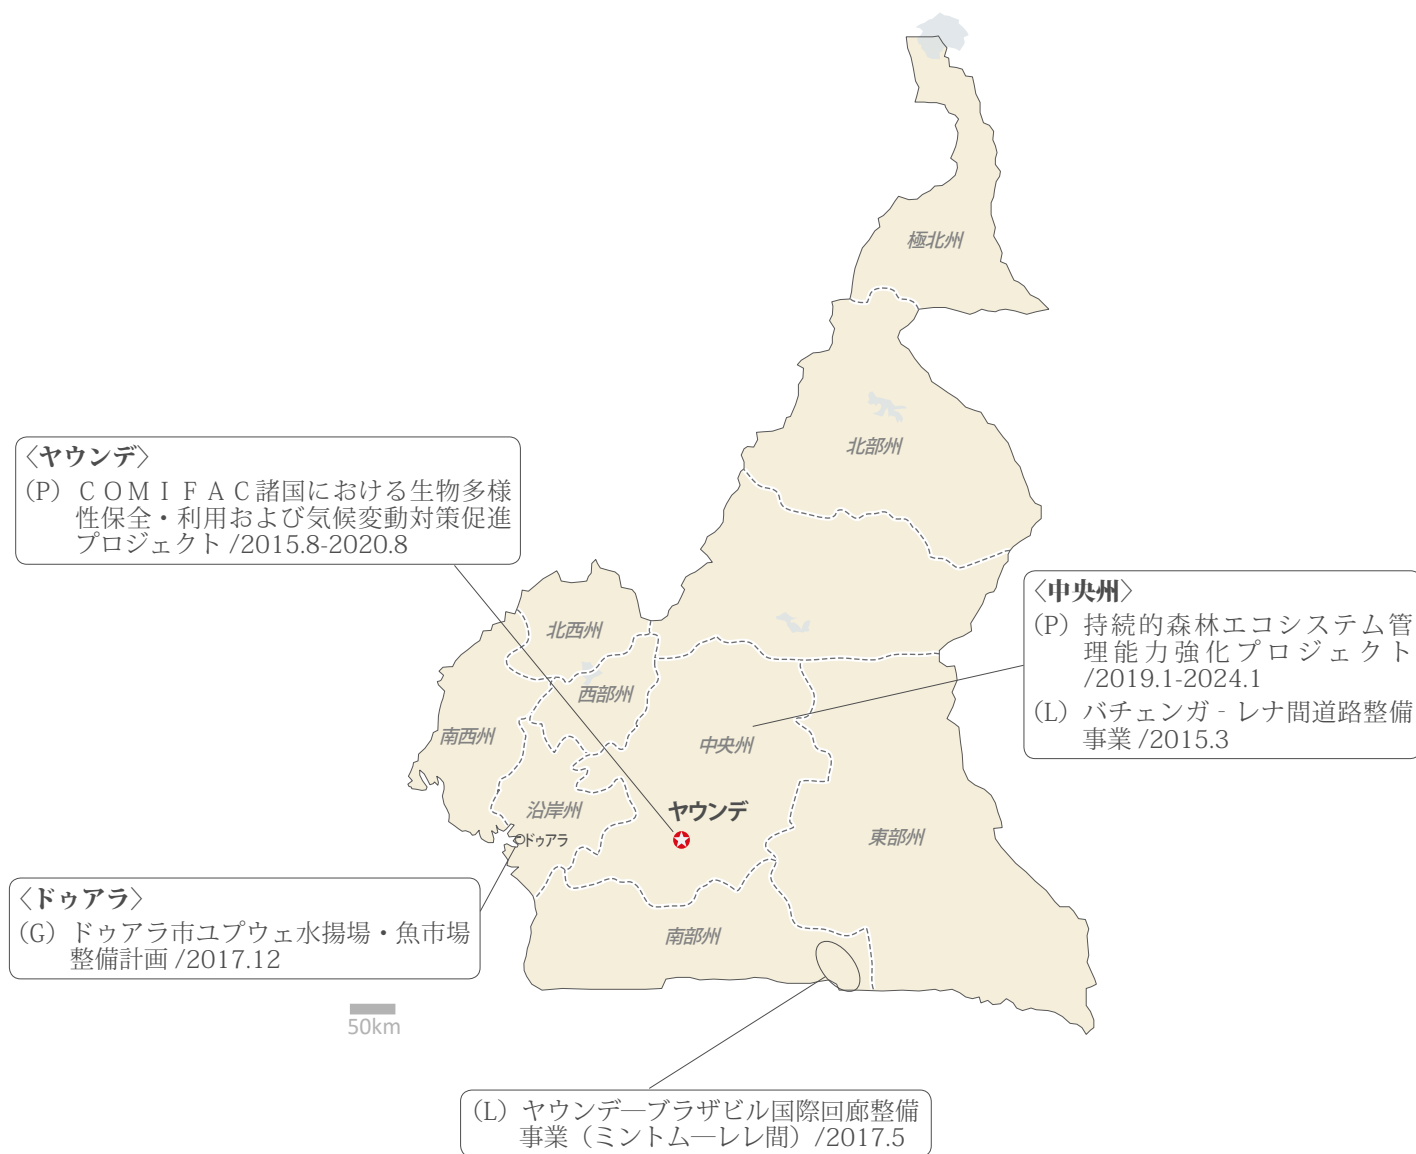 極北州
北部州
〈ヤウンデ〉
(P) ＣＯＭＩＦＡＣ諸国における生物多様
性保全・利用および気候変動対策促進
プロジェクト /2015.8-2020.8
〈中央州〉
(P) 持続的森林エコシステム管
理能力強化プロジェクト
/2019.1-2024.1
(L) バチェンガ - レナ間道路整備
事業 /2015.3
北西州
西部州
南西州
中央州
沿岸州
ヤウンデ
ドゥアラ
東部州
〈ドゥアラ〉
(G) ドゥアラ市ユプウェ水揚場・魚市場
整備計画 /2017.12
南部州
50km
(L) ヤウンデ―ブラザビル国際回廊整備
事業（ミントム―レレ間）/2017.5